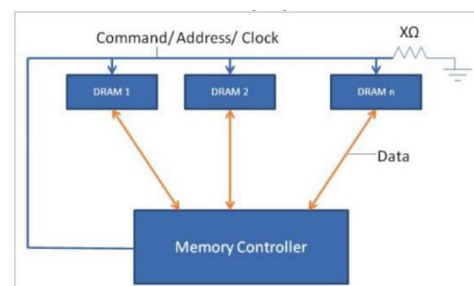 Command/ Address/ Clock
XΩ
DRAM 1
DRAM 2
DRAM n
Data
Memory Controller